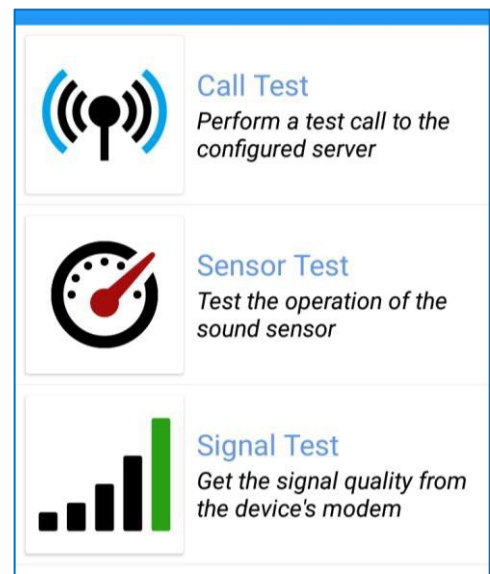 Call Test
Perform a test call to the
configured server
Sensor Test
Test the operation of the
sound sensor
Signal Test
Get the signal quality from
the device's modem